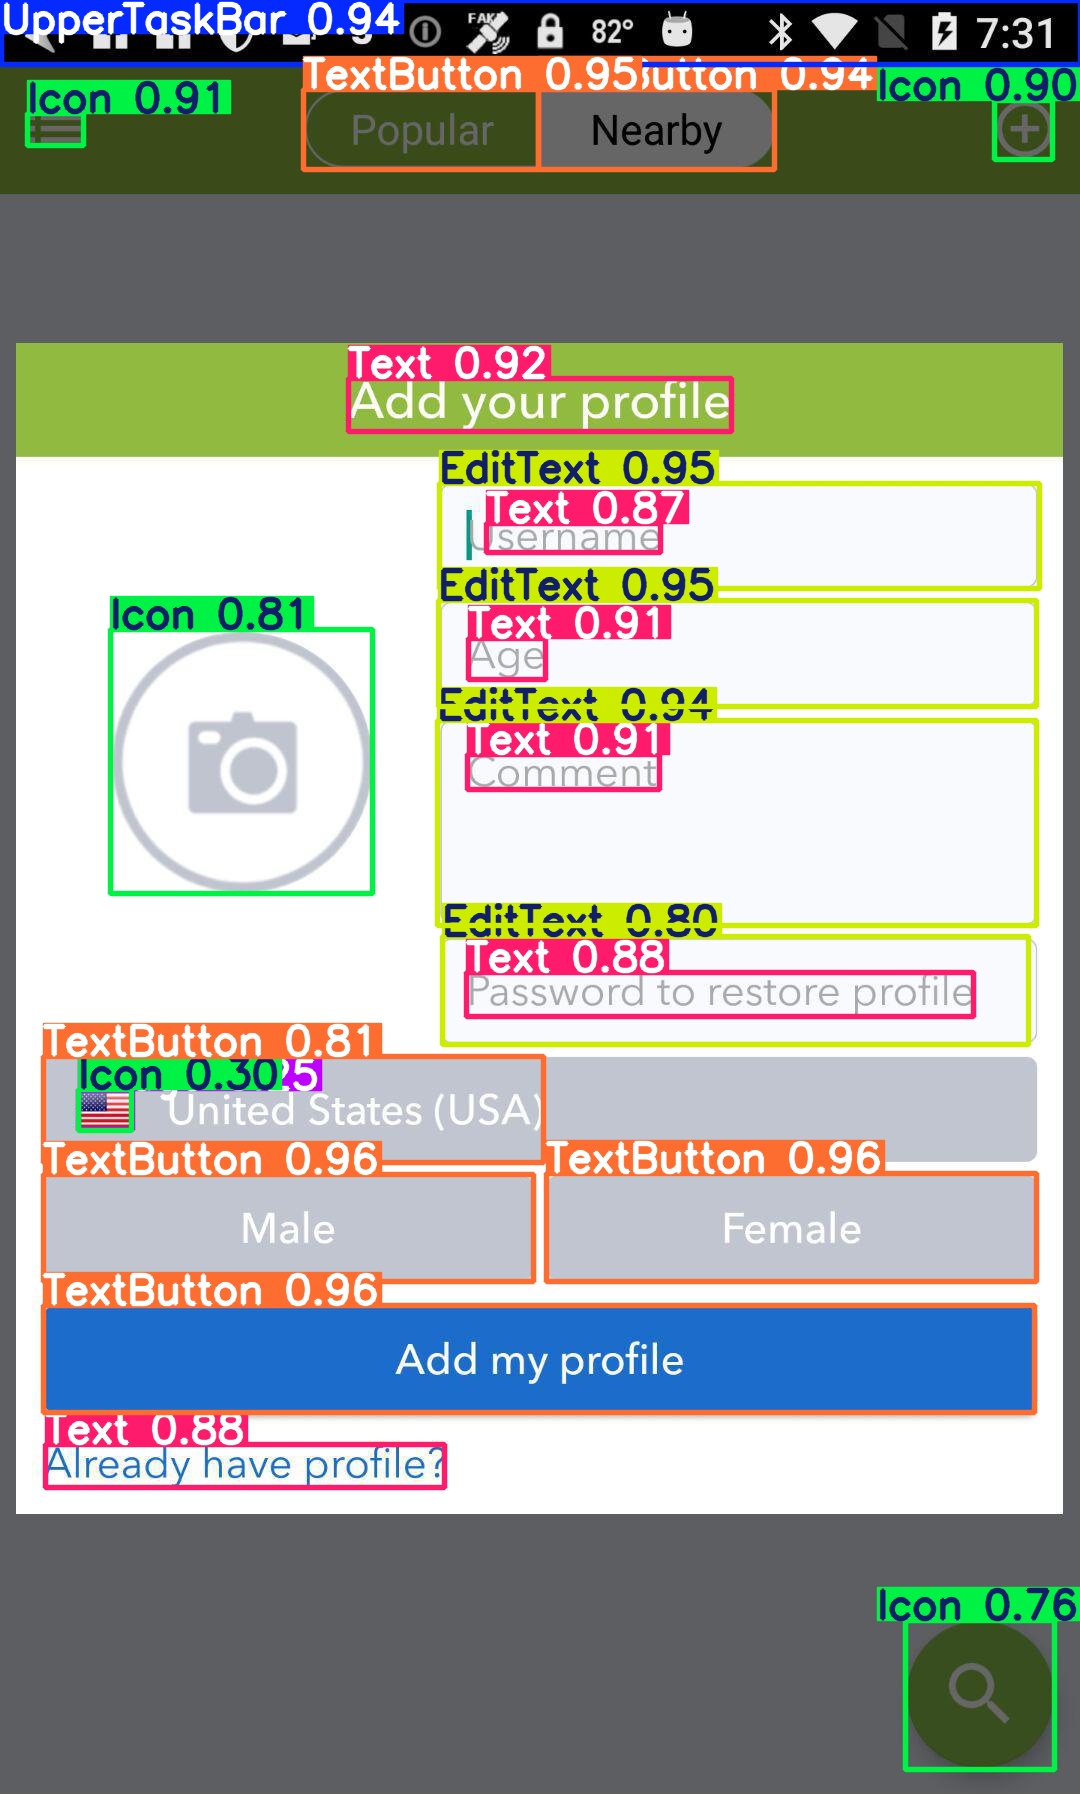 UpperTaskBar 0.94
FAKE
82°
7:31
TextButton 0.95
Button 0.94
Icon 0.91
Icon 0.90
Popular
Nearby
Text 0.92
Add your profile
EditText 0.95
Text 0.87
Username
EditText 0.95
Icon 0.81
Text 0.91
Age
EditText 0.94
Text 0.91
Comment
EditText 0.80
Text 0.88
Password to restore profile
TextButton 0.81
Icon 0.30
United States (USA)
TextButton 0.96
TextButton 0.96
Male
Female
TextButton 0.96
Add my profile
Text 0.88
Already have profile?
Icon 0.76